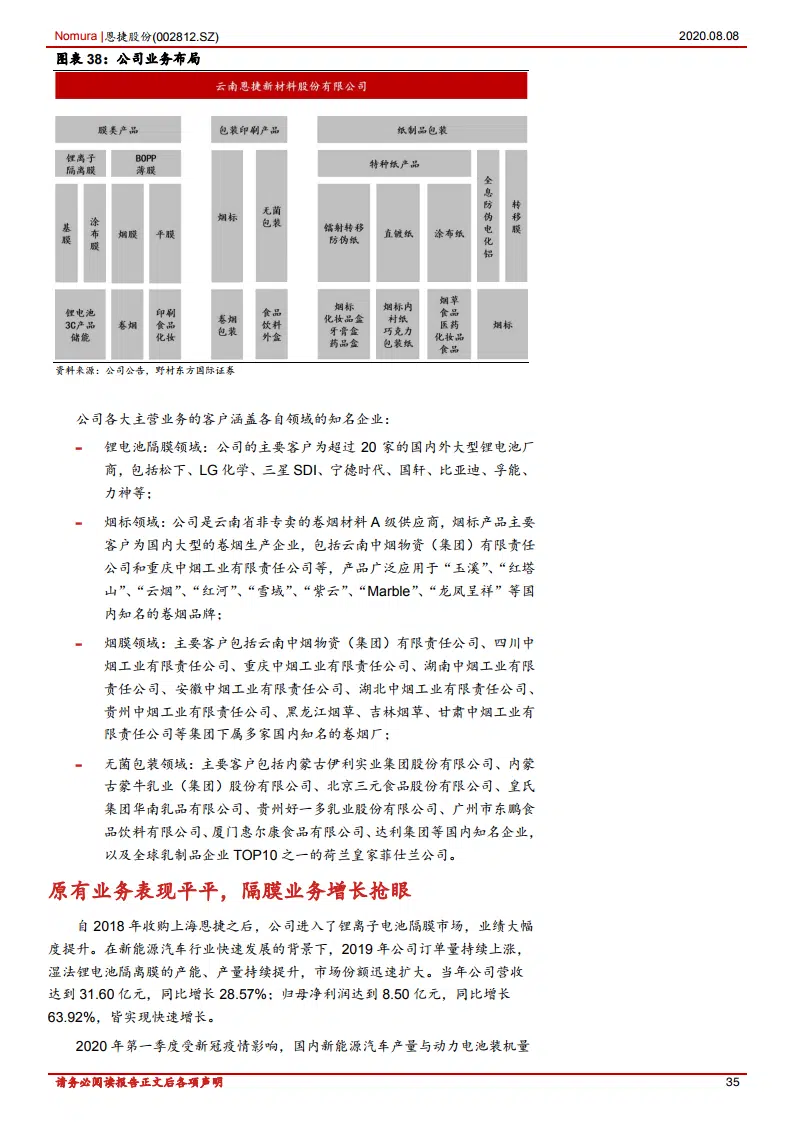 Nomura |恩捷股份(002812.SZ)
2020.08.08
图表 38：公司业务布局
云南恩捷新材料股份有限公司
膜类产品
包装印刷产品
纸制品包装
锂离子
隔离膜
BOPP
薄膜
特种纸产品
基膜
涂布膜
烟膜
平膜
烟标
无菌
包装
镭射转移
防伪纸
直镀纸
涂布纸
全息防伪电化铝
转移膜
锂电池
3C产品
储能
卷烟
印刷
食品
化妆
卷烟
包装
食品
饮料
外盒
烟标
化妆品盒
牙膏盒
药品盒
烟标内
衬纸
巧克力
包装纸
烟草
食品
医药
化妆品
食品
烟标
资料来源：公司公告，野村东方国际证券
公司各大主营业务的客户涵盖各自领域的知名企业：
- 锂电池隔膜领域：公司的主要客户为超过 20 家的国内外大型锂电池厂
商，包括松下、LG 化学、三星 SDI、宁德时代、国轩、比亚迪、孚能、
力神等；
- 烟标领域：公司是云南省非专卖的卷烟材料 A 级供应商，烟标产品主要
客户为国内大型的卷烟生产企业，包括云南中烟物资（集团）有限责任
公司和重庆中烟工业有限责任公司等，产品广泛应用于“玉溪”、“红塔
山”、“云烟”、“红河”、“雪域”、“紫云”、“Marble”、“龙凤呈祥” 等国
内知名的卷烟品牌；
- 烟膜领域：主要客户包括云南中烟物资（集团）有限责任公司、四川中
烟工业有限责任公司、重庆中烟工业有限责任公司、湖南中烟工业有限
责任公司、安徽中烟工业有限责任公司、湖北中烟工业有限责任公司、
贵州中烟工业有限责任公司、黑龙江烟草、吉林烟草、甘肃中烟工业有
限责任公司等集团下属多家国内知名的卷烟厂；
- 无菌包装领域：主要客户包括内蒙古伊利实业集团股份有限公司、内蒙
古蒙牛乳业（集团）股份有限公司、北京三元食品股份有限公司、皇氏
集团华南乳品有限公司、贵州好一多乳业股份有限公司、广州市东鹏食
品饮料有限公司、厦门惠尔康食品有限公司、达利集团等国内知名企业，
以及全球乳制品企业 TOP10 之一的荷兰皇家菲仕兰公司。
原有业务表现平平，隔膜业务增长抢眼
自 2018 年收购上海恩捷之后，公司进入了锂离子电池隔膜市场，业绩大幅
度提升。在新能源汽车行业快速发展的背景下，2019 年公司订单量持续上涨，
湿法锂电池隔离膜的产能、产量持续提升，市场份额迅速扩大。当年公司营收
达到 31.60 亿元，同比增长 28.57%；归母净利润达到 8.50 亿元，同比增长
63.92%，皆实现快速增长。
2020 年第一季度受新冠疫情影响，国内新能源汽车产量与动力电池装机量
请务必阅读报告正文后各项声明
35